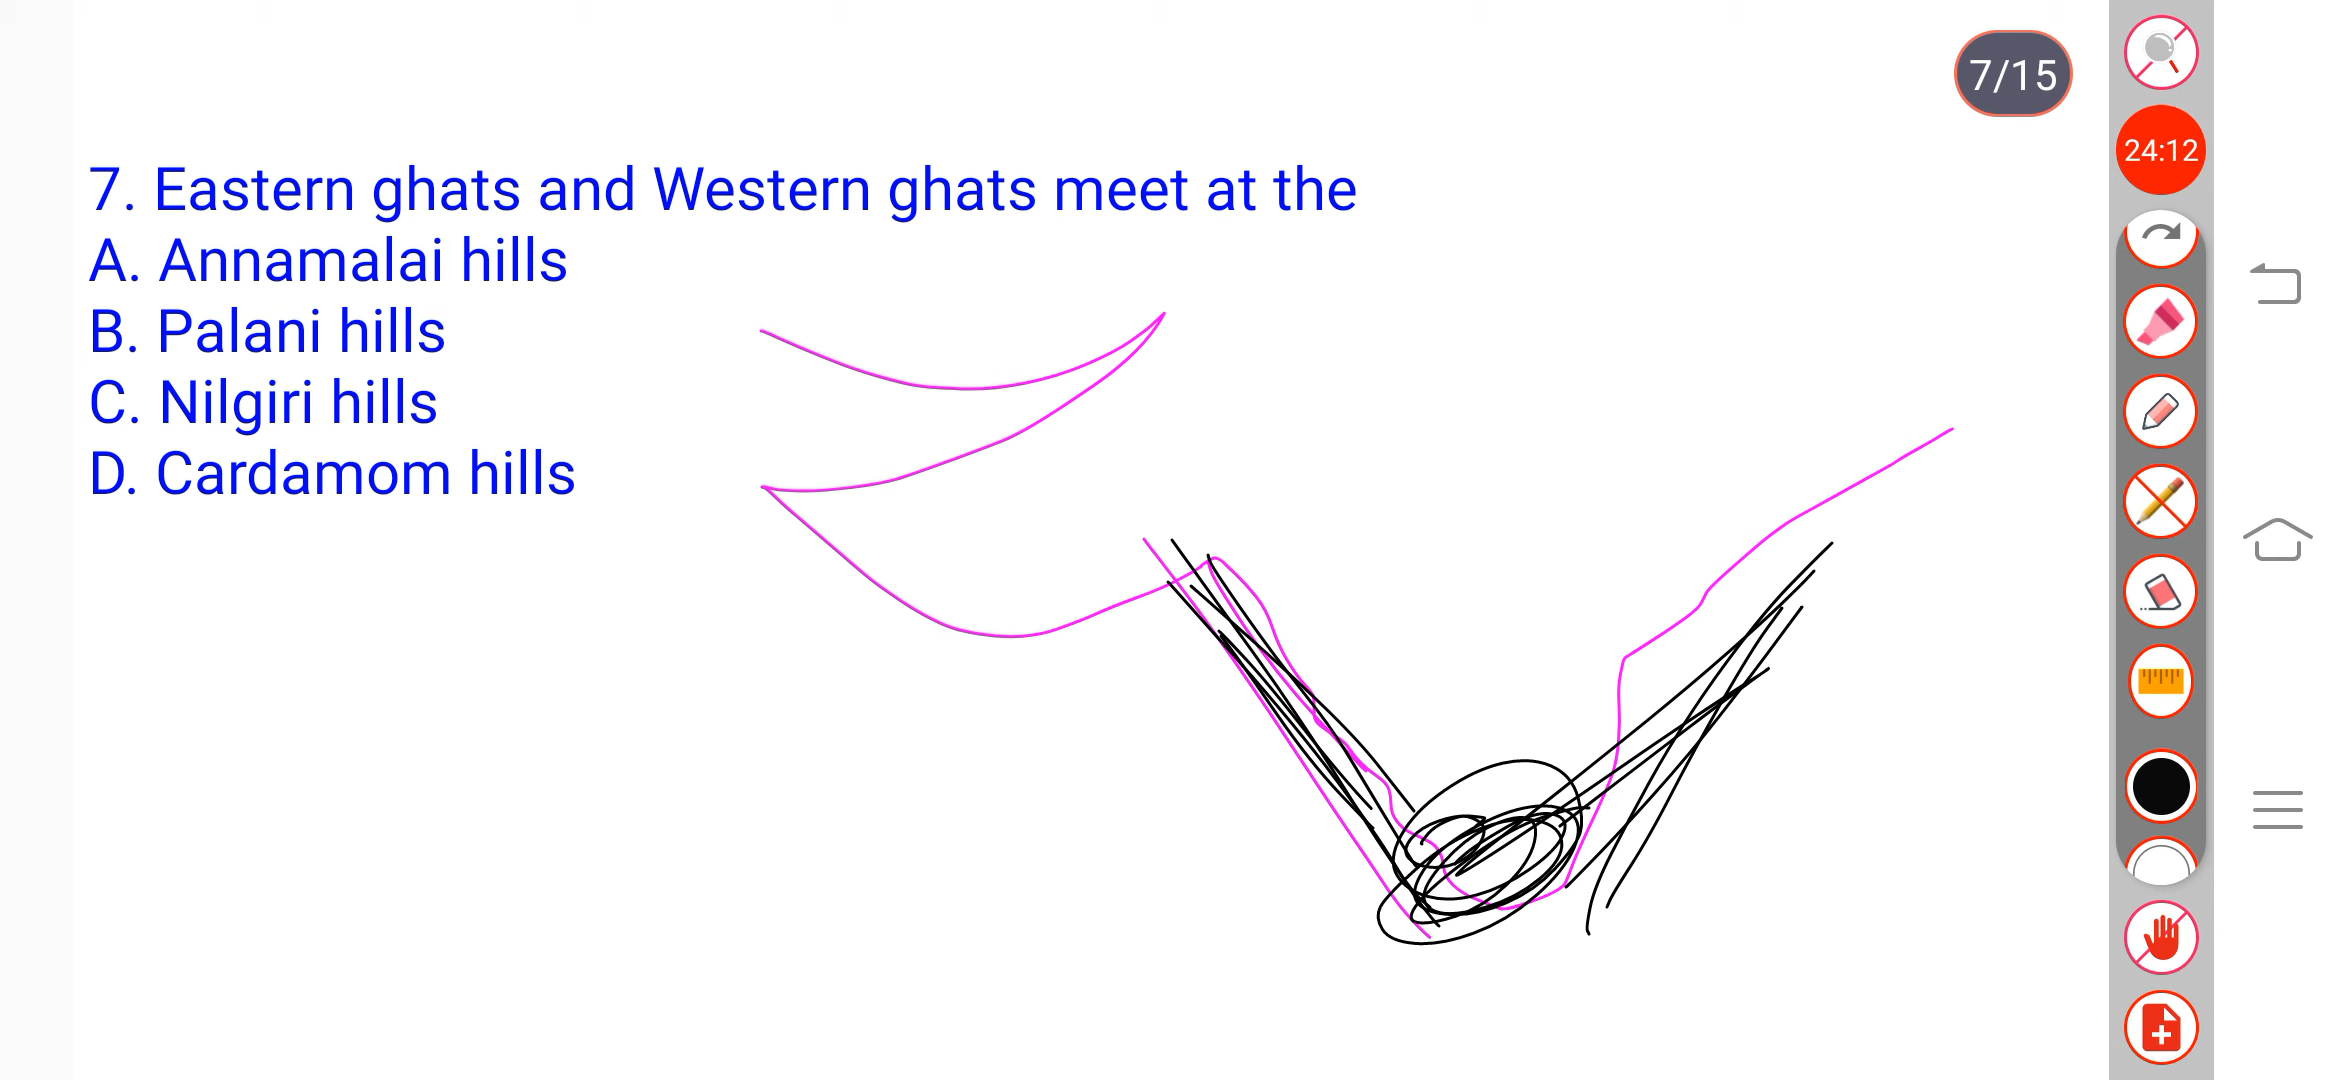 7/15
24:12
7. Eastern ghats and Western ghats meet at the
A. Annamalai hills
B. Palani hills
C. Nilgiri hills
D. Cardamom hills